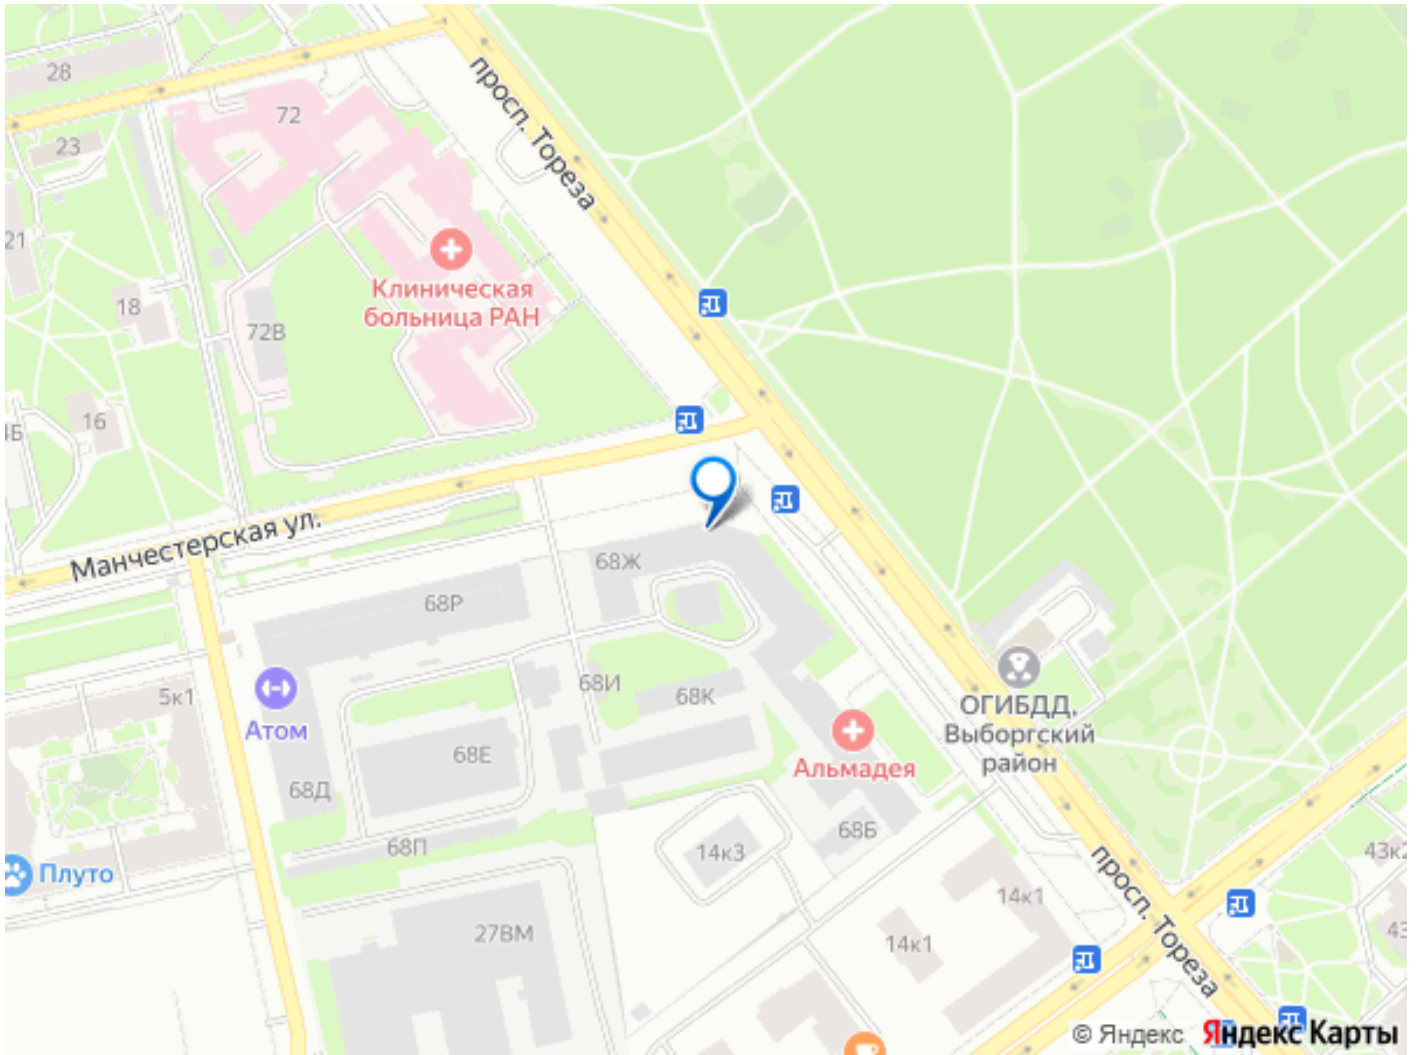 28
72
23
просп. Тореза
21
Клиническая
больница РАН
18
72В
16
Манчестерская ул.
68Ж
68Р
68И
68К
5к1
Атом
ОГИБДД,
Выборгский
район
68Е
Альмадея
68Д
68Б
68П
14к3
43к2
Плуто
просп. Тореза
14к1
27ВМ
14к1
43
© Яндекс Яндекс Карты